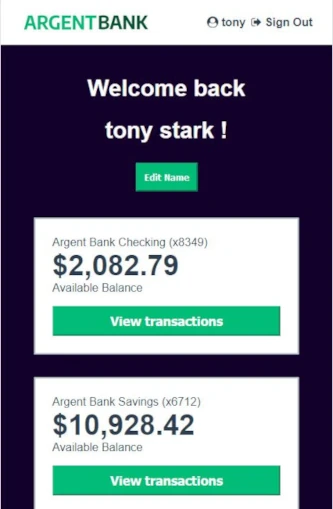 ARGENTBANK
tony Sign Out
Welcome back
tony stark !
Edit Name
Argent Bank Checking (x8349)
$2,082.79
Available Balance
View transactions
Argent Bank Savings (x6712)
$10,928.42
Available Balance
View transactions